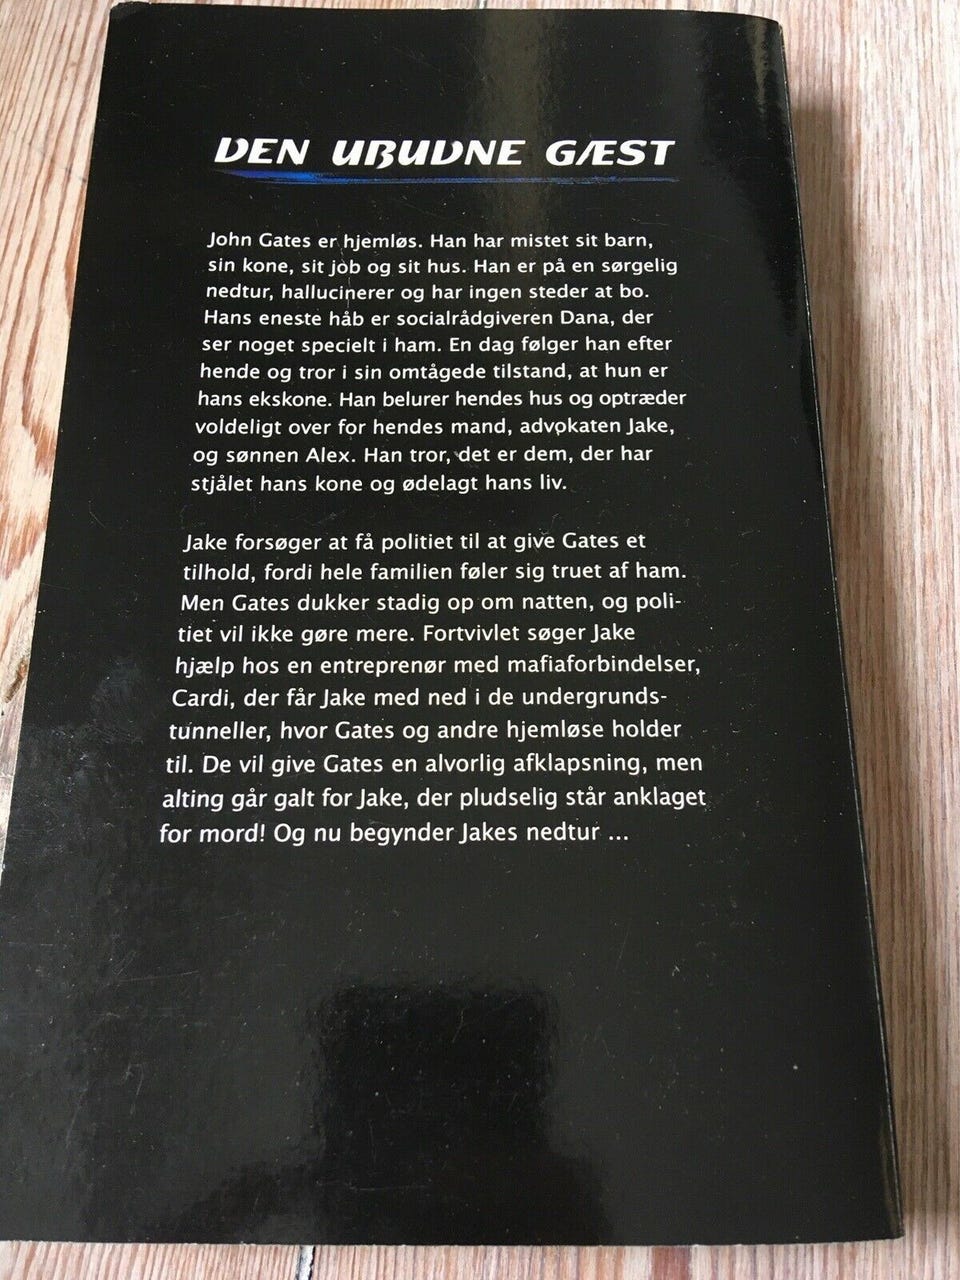 DEN UBUDNE GÆST
John Gates er hjemløs. Han har mistet sit barn,
sin kone, sit job og sit hus. Han er på en sørgelig
nedtur, hallucinerer og har ingen steder at bo.
Hans eneste håb er socialrådgiveren Dana, der
ser noget specielt i ham. En dag følger han efter
hende og tror i sin omtågede tilstand, at hun er
hans ekskone. Han belurer hendes hus og optræder
voldeligt over for hendes mand, advokaten Jake,
og sønnen Alex. Han tror, det er dem, der har
stjålet hans kone og ødelagt hans liv.
Jake forsøger at få politiet til at give Gates et
tilhold, fordi hele familien føler sig truet af ham.
Men Gates dukker stadig op om natten, og poli-
tiet vil ikke gøre mere. Fortvivlet søger Jake
hjælp hos en entreprenør med mafiaforbindelser,
Cardi, der får Jake med ned i de undergrunds-
tunneller, hvor Gates og andre hjemløse holder
til. De vil give Gates en alvorlig afklapsning, men
alting går galt for Jake, der pludselig står anklaget
for mord! Og nu begynder Jakes nedtur ...